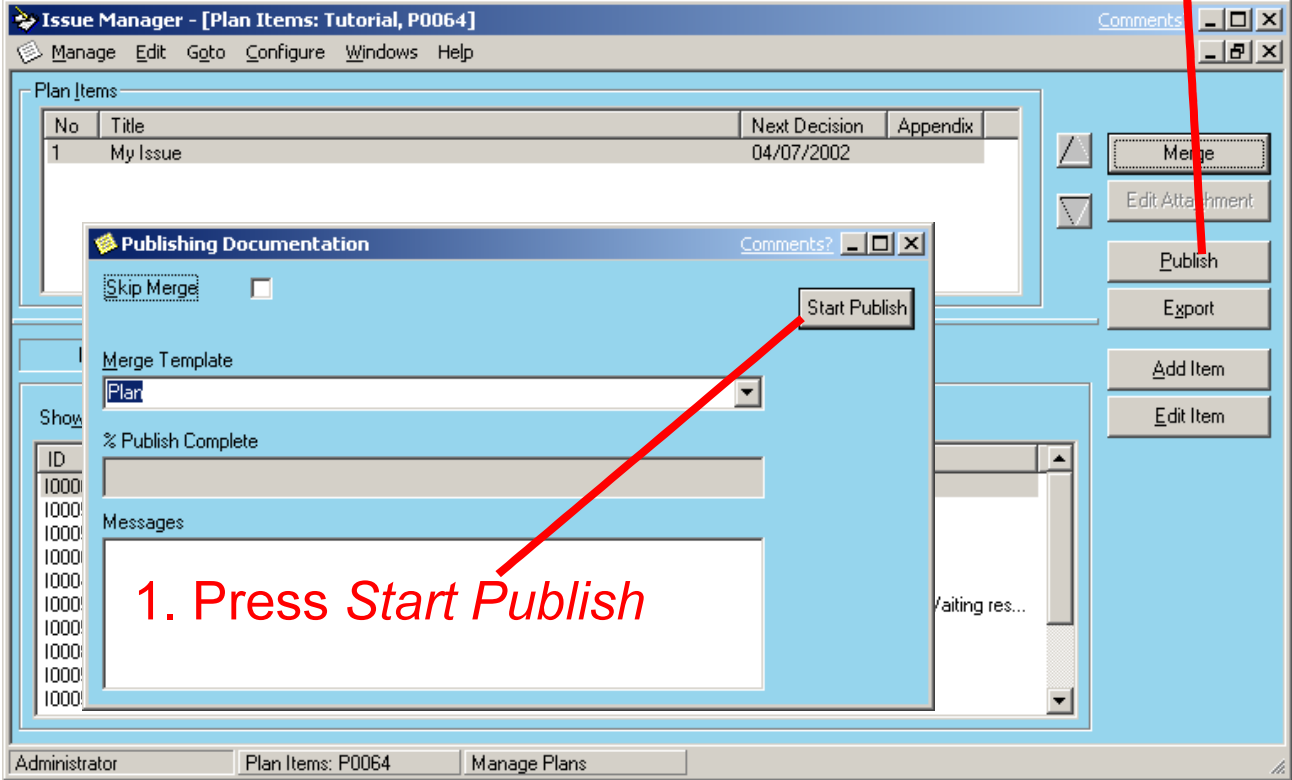 Issue Manager - [Plan Items: Tutorial, P0064] Comments?
Manage Edit Goto Configure Windows Help
Plan Items
No Title Next Decision Appendix
1 My Issue 04/07/2002
Merge
Edit Attachment
Publish
Export
Add Item
Edit Item
Publishing Documentation Comments?
Skip Merge
Start Publish
Merge Template
Plan
% Publish Complete
Messages
1. Press Start Publish
Show
ID
res...
Administrator Plan Items: P0064 Manage Plans